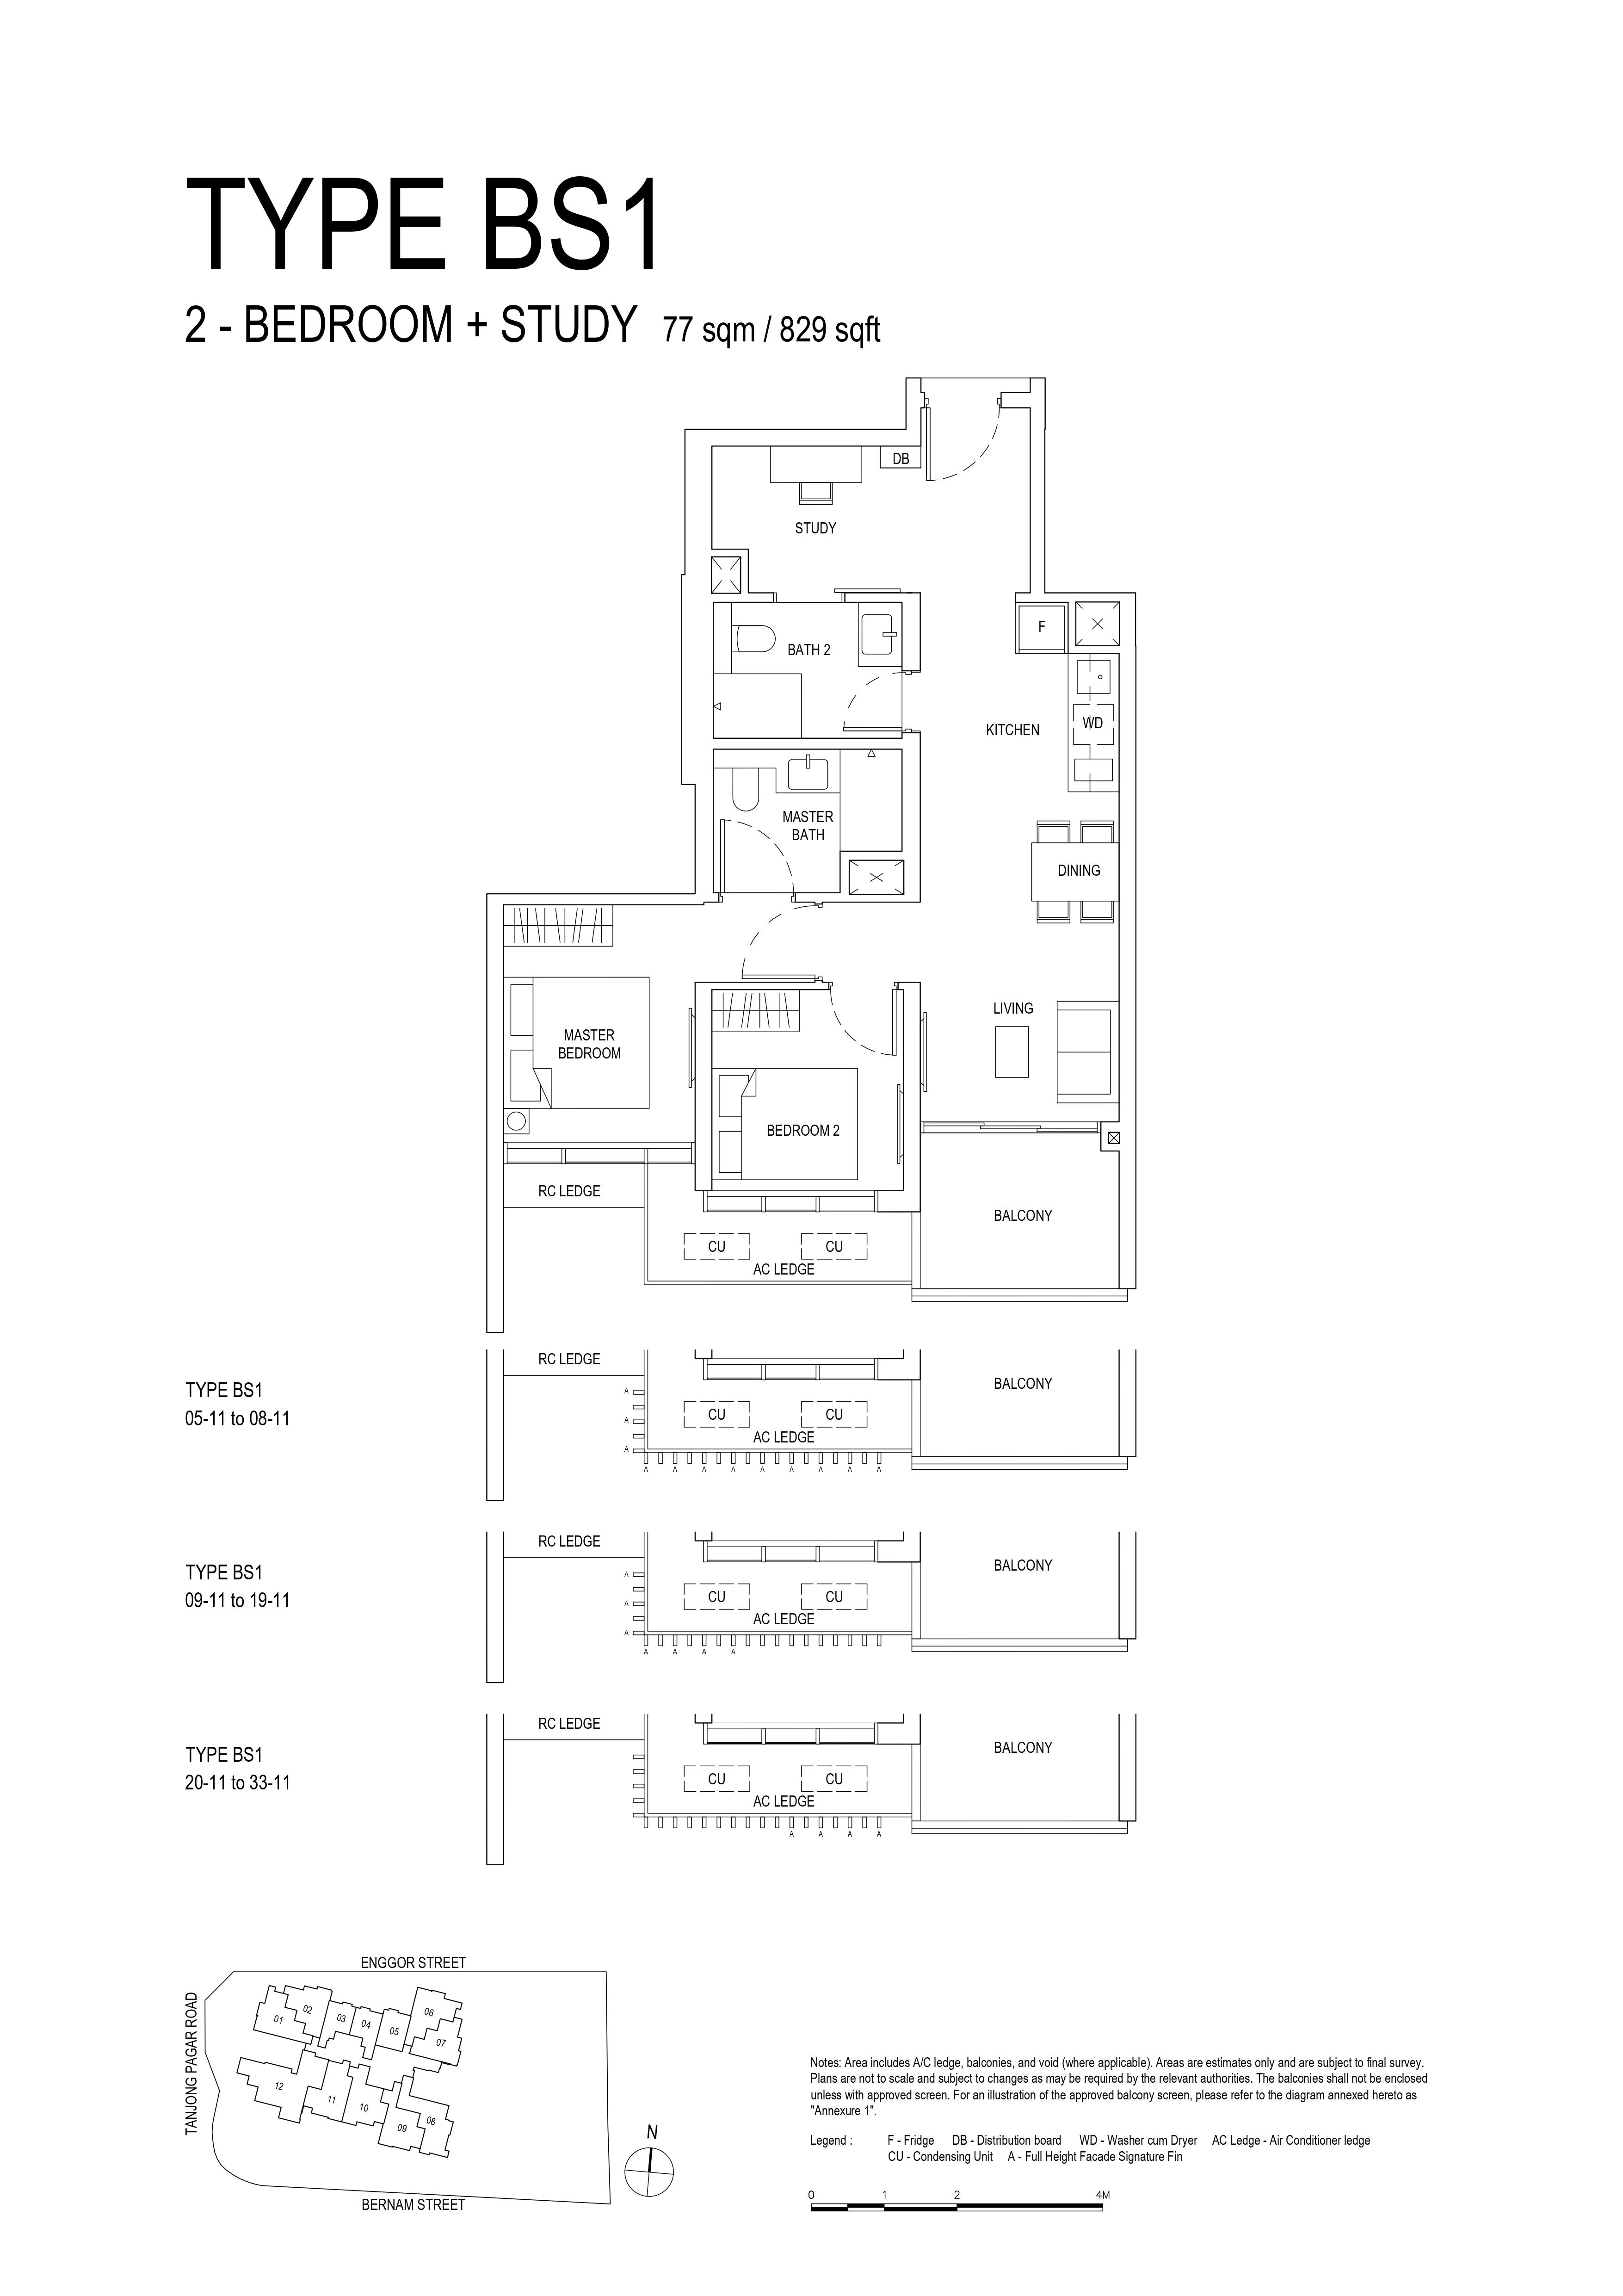 TYPE BS1
2 - BEDROOM + STUDY 77 sqm / 829 sqft
DB
STUDY
F
BATH 2
WD
KITCHEN
MASTER
BATH
DINING
LIVING
MASTER
BEDROOM
BEDROOM 2
RC LEDGE
BALCONY
CU CU
AC LEDGE
TYPE BS1
05-11 to 08-11
RC LEDGE
BALCONY
A
CU CU
A
AC LEDGE
A
A A A A A A A A A
TYPE BS1
09-11 to 19-11
RC LEDGE
BALCONY
A
CU CU
A
AC LEDGE
A
A A A A
TYPE BS1
20-11 to 33-11
RC LEDGE
BALCONY
CU CU
AC LEDGE
A A A A
ENGGOR STREET
TANJONG PAGAR ROAD
01
02
03
04
05
06
07
12
11
10
09
08
BERNAM STREET
N
Notes: Area includes A/C ledge, balconies, and void (where applicable). Areas are estimates only and are subject to final survey.
Plans are not to scale and subject to changes as may be required by the relevant authorities. The balconies shall not be enclosed
unless with approved screen. For an illustration of the approved balcony screen, please refer to the diagram annexed hereto as
"Annexure 1".
Legend : F - Fridge DB - Distribution board WD - Washer cum Dryer AC Ledge - Air Conditioner ledge
CU - Condensing Unit A - Full Height Facade Signature Fin
0 1 2 4M